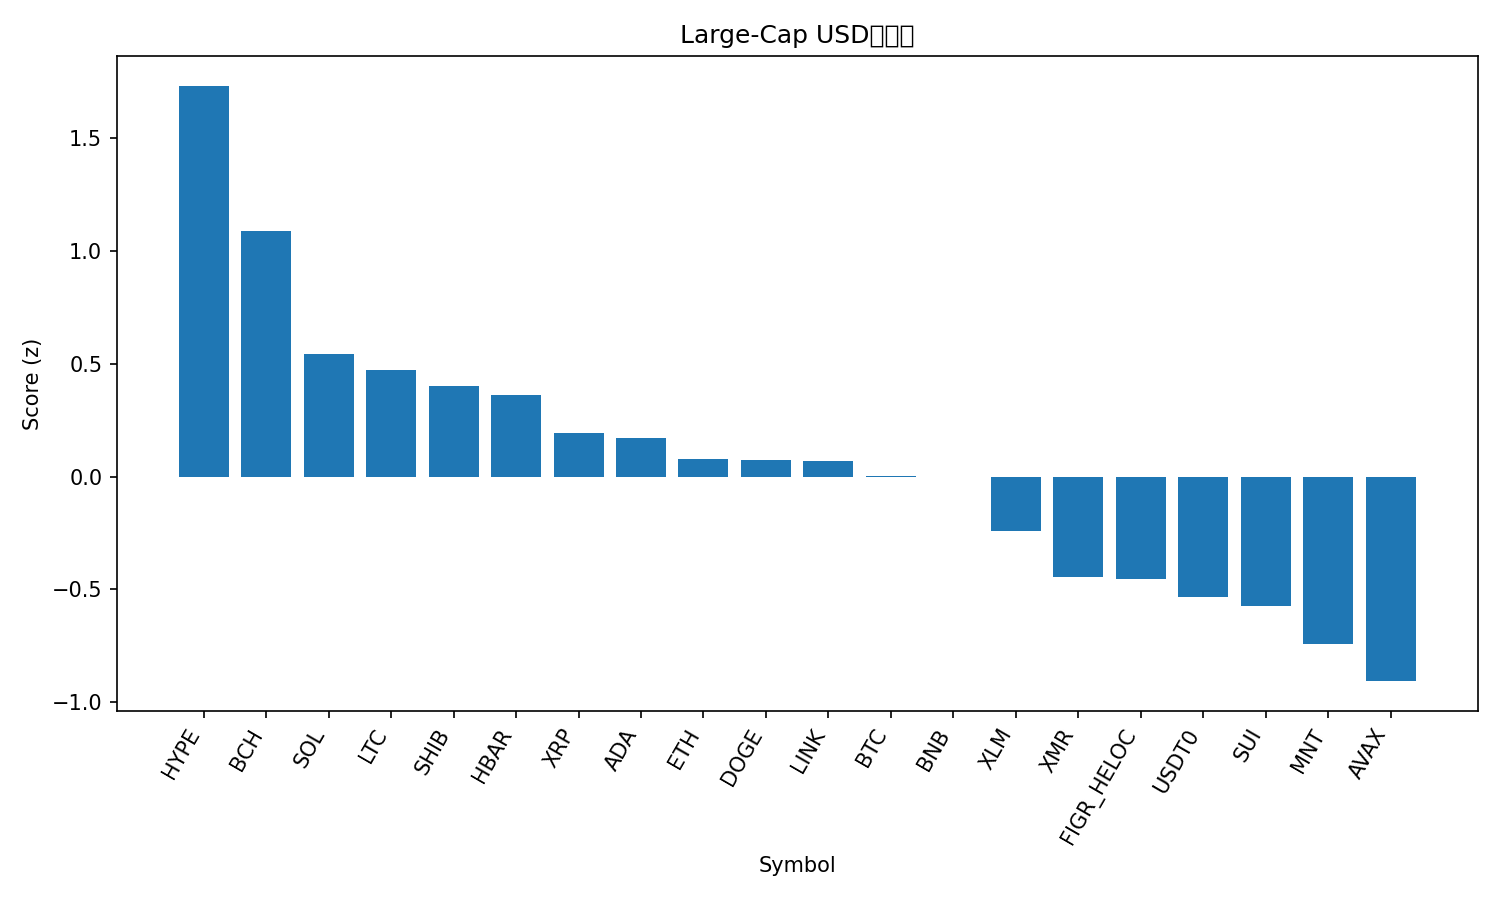 Large-Cap USD
Score (z)
1.5
1.0
0.5
0.0
−0.5
−1.0
HYPE
BCH
SOL
LTC
SHIB
HBAR
XRP
ADA
ETH
DOGE
LINK
BTC
BNB
XLM
XMR
FIGR_HELOC
USDT0
SUI
MNT
AVAX
Symbol